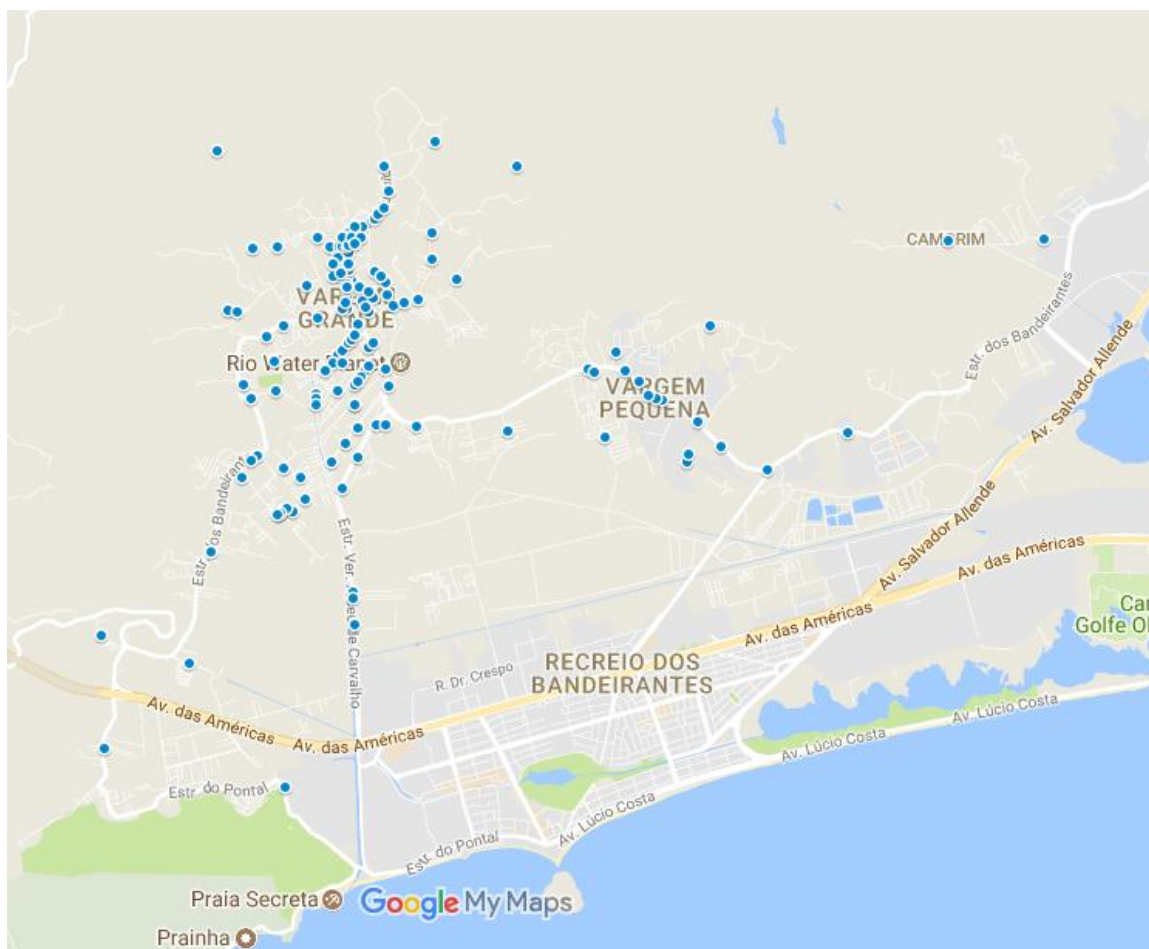 CAMORIM
Estr. dos Bandeirantes
Av. Salvador Allende
VARGEM
GRANDE
Rio Water Planet
VARGEM
PEQUENA
Av. Salvador Allende
Estr. dos Bandeirantes
Av. das Américas
Av. das Américas
Golfe
Estr. Ver. de Carvalho
R. Dr. Crespo
RECREIO DOS
BANDEIRANTES
Av. das Américas
Av. das Américas
Av. Lúcio Costa
Av. Lúcio Costa
Estr. do Pontal
Av. Lúcio Costa
Estr. do Pontal
Praia Secreta
Google My Maps
Prainha